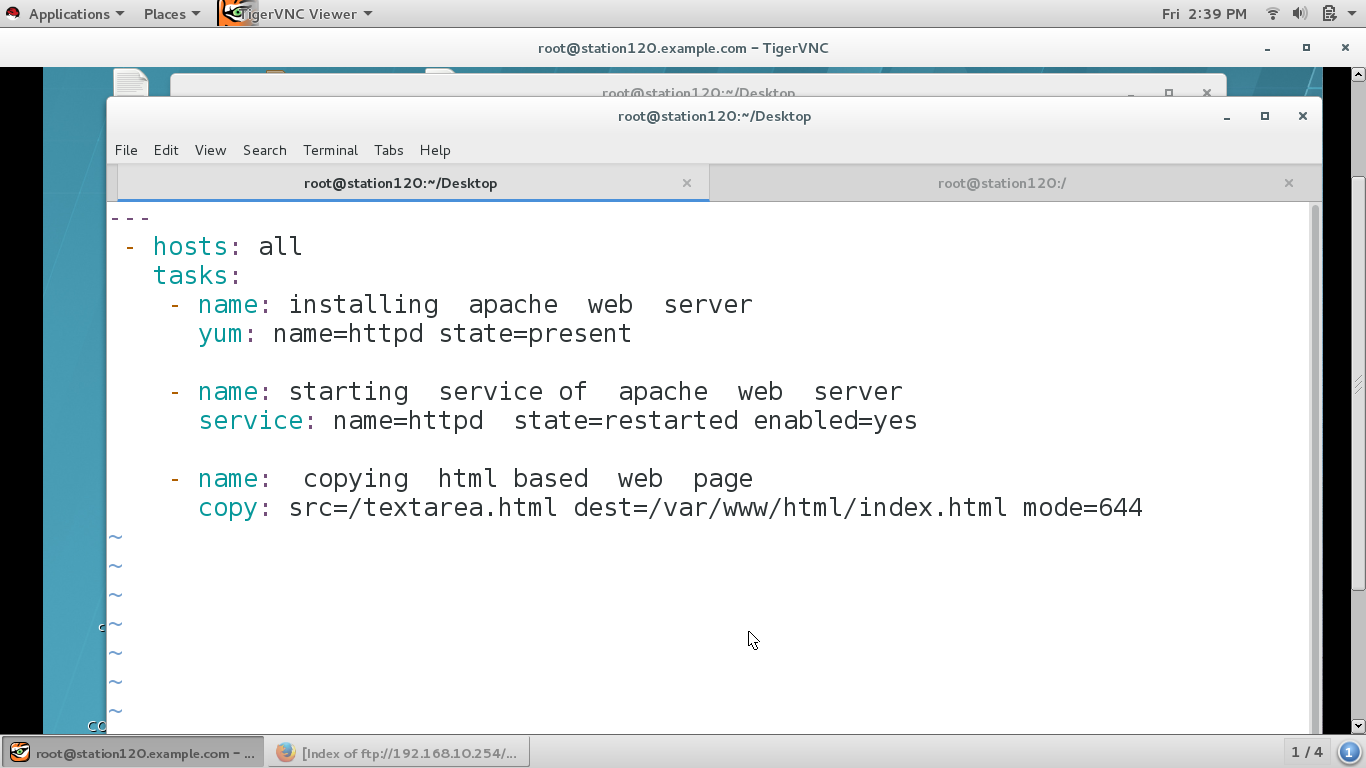 Applications Places TigerVNC Viewer Fri 2:39 PM
root@station120.example.com - TigerVNC
root@station120:~/Desktop
root@station120:~/Desktop
File Edit View Search Terminal Tabs Help
root@station120:~/Desktop root@station120:/
---
- hosts: all
tasks:
- name: installing  apache  web  server
yum: name=httpd state=present
- name: starting  service of  apache  web  server
service: name=httpd  state=restarted enabled=yes
- name:  copying  html based  web  page
copy: src=/textarea.html dest=/var/www/html/index.html mode=644
~
~
~
~
~
~
~
root@station120.example.com - ... [Index of ftp://192.168.10.254/... 1 / 4 1